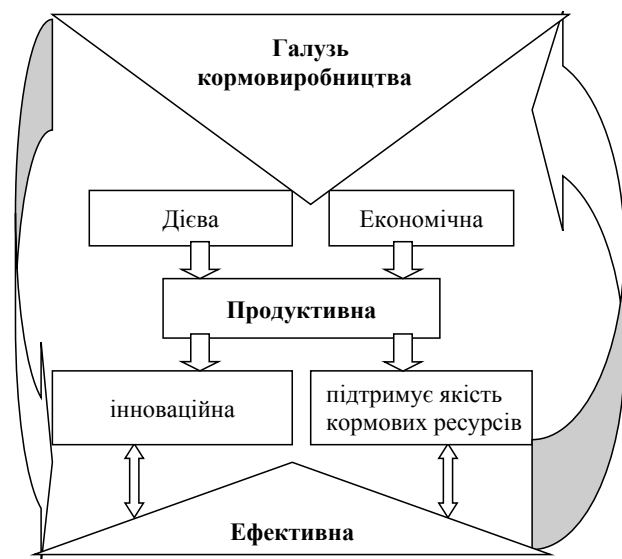 Галузь
кормовиробництва
Дієва
Економічна
Продуктивна
інноваційна
підтримує якість
кормових ресурсів
Ефективна